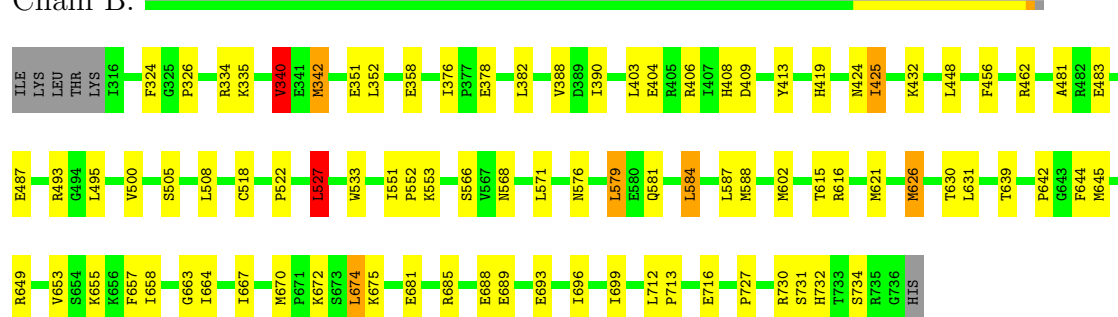 Chain B:
ILE LYS LEU THR LYS I316 F324 G325 P326 R334 K335 V340 E341 M342 E351 L352 E358 I376 P377 E378 L382 V388 D389 I390 L403 E404 R405 R406 I407 H408 D409 Y413 H419 N424 I425 K432 L448 F456 R462 A481 R482 E483
E487 R493 G494 L495 V500 S505 L508 C518 P522 L527 W533 I551 P552 K553 S566 V567 N568 L571 N576 L579 E580 Q581 L584 L587 M588 M602 T615 R616 M621 M626 T630 L631 T639 P642 G643 F644 M645
R649 V653 S654 K655 K656 F657 I658 G663 I664 I667 M670 P671 K672 S673 L674 K675 E681 R685 E688 E689 E693 I696 I699 L712 P713 E716 P727 R730 S731 H732 T733 S734 R735 G736 HIS